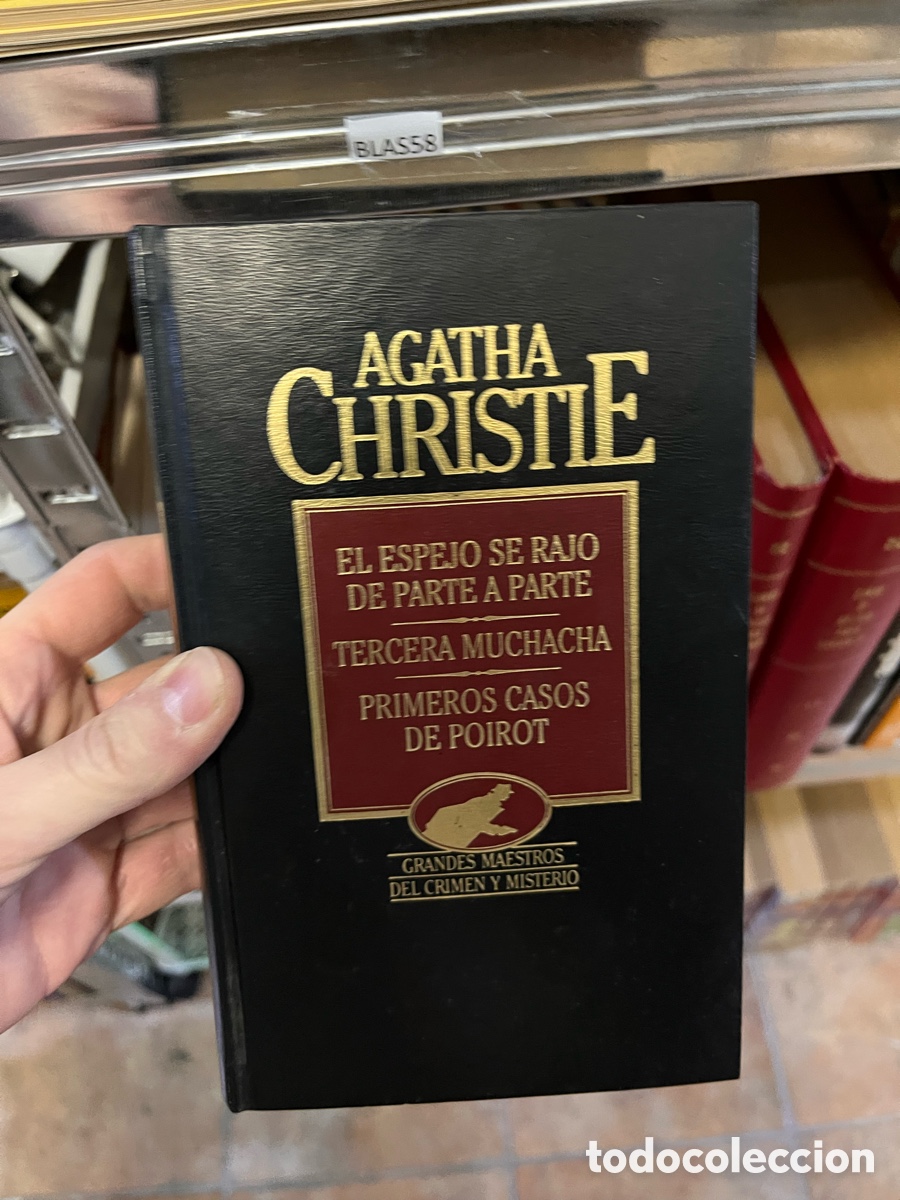 BLAS58
AGATHA
CHRISTIE
EL ESPEJO SE RAJO
DE PARTE A PARTE
TERCERA MUCHACHA
PRIMEROS CASOS
DE POIROT
GRANDES MAESTROS
DEL CRIMEN Y MISTERIO
todocoleccion